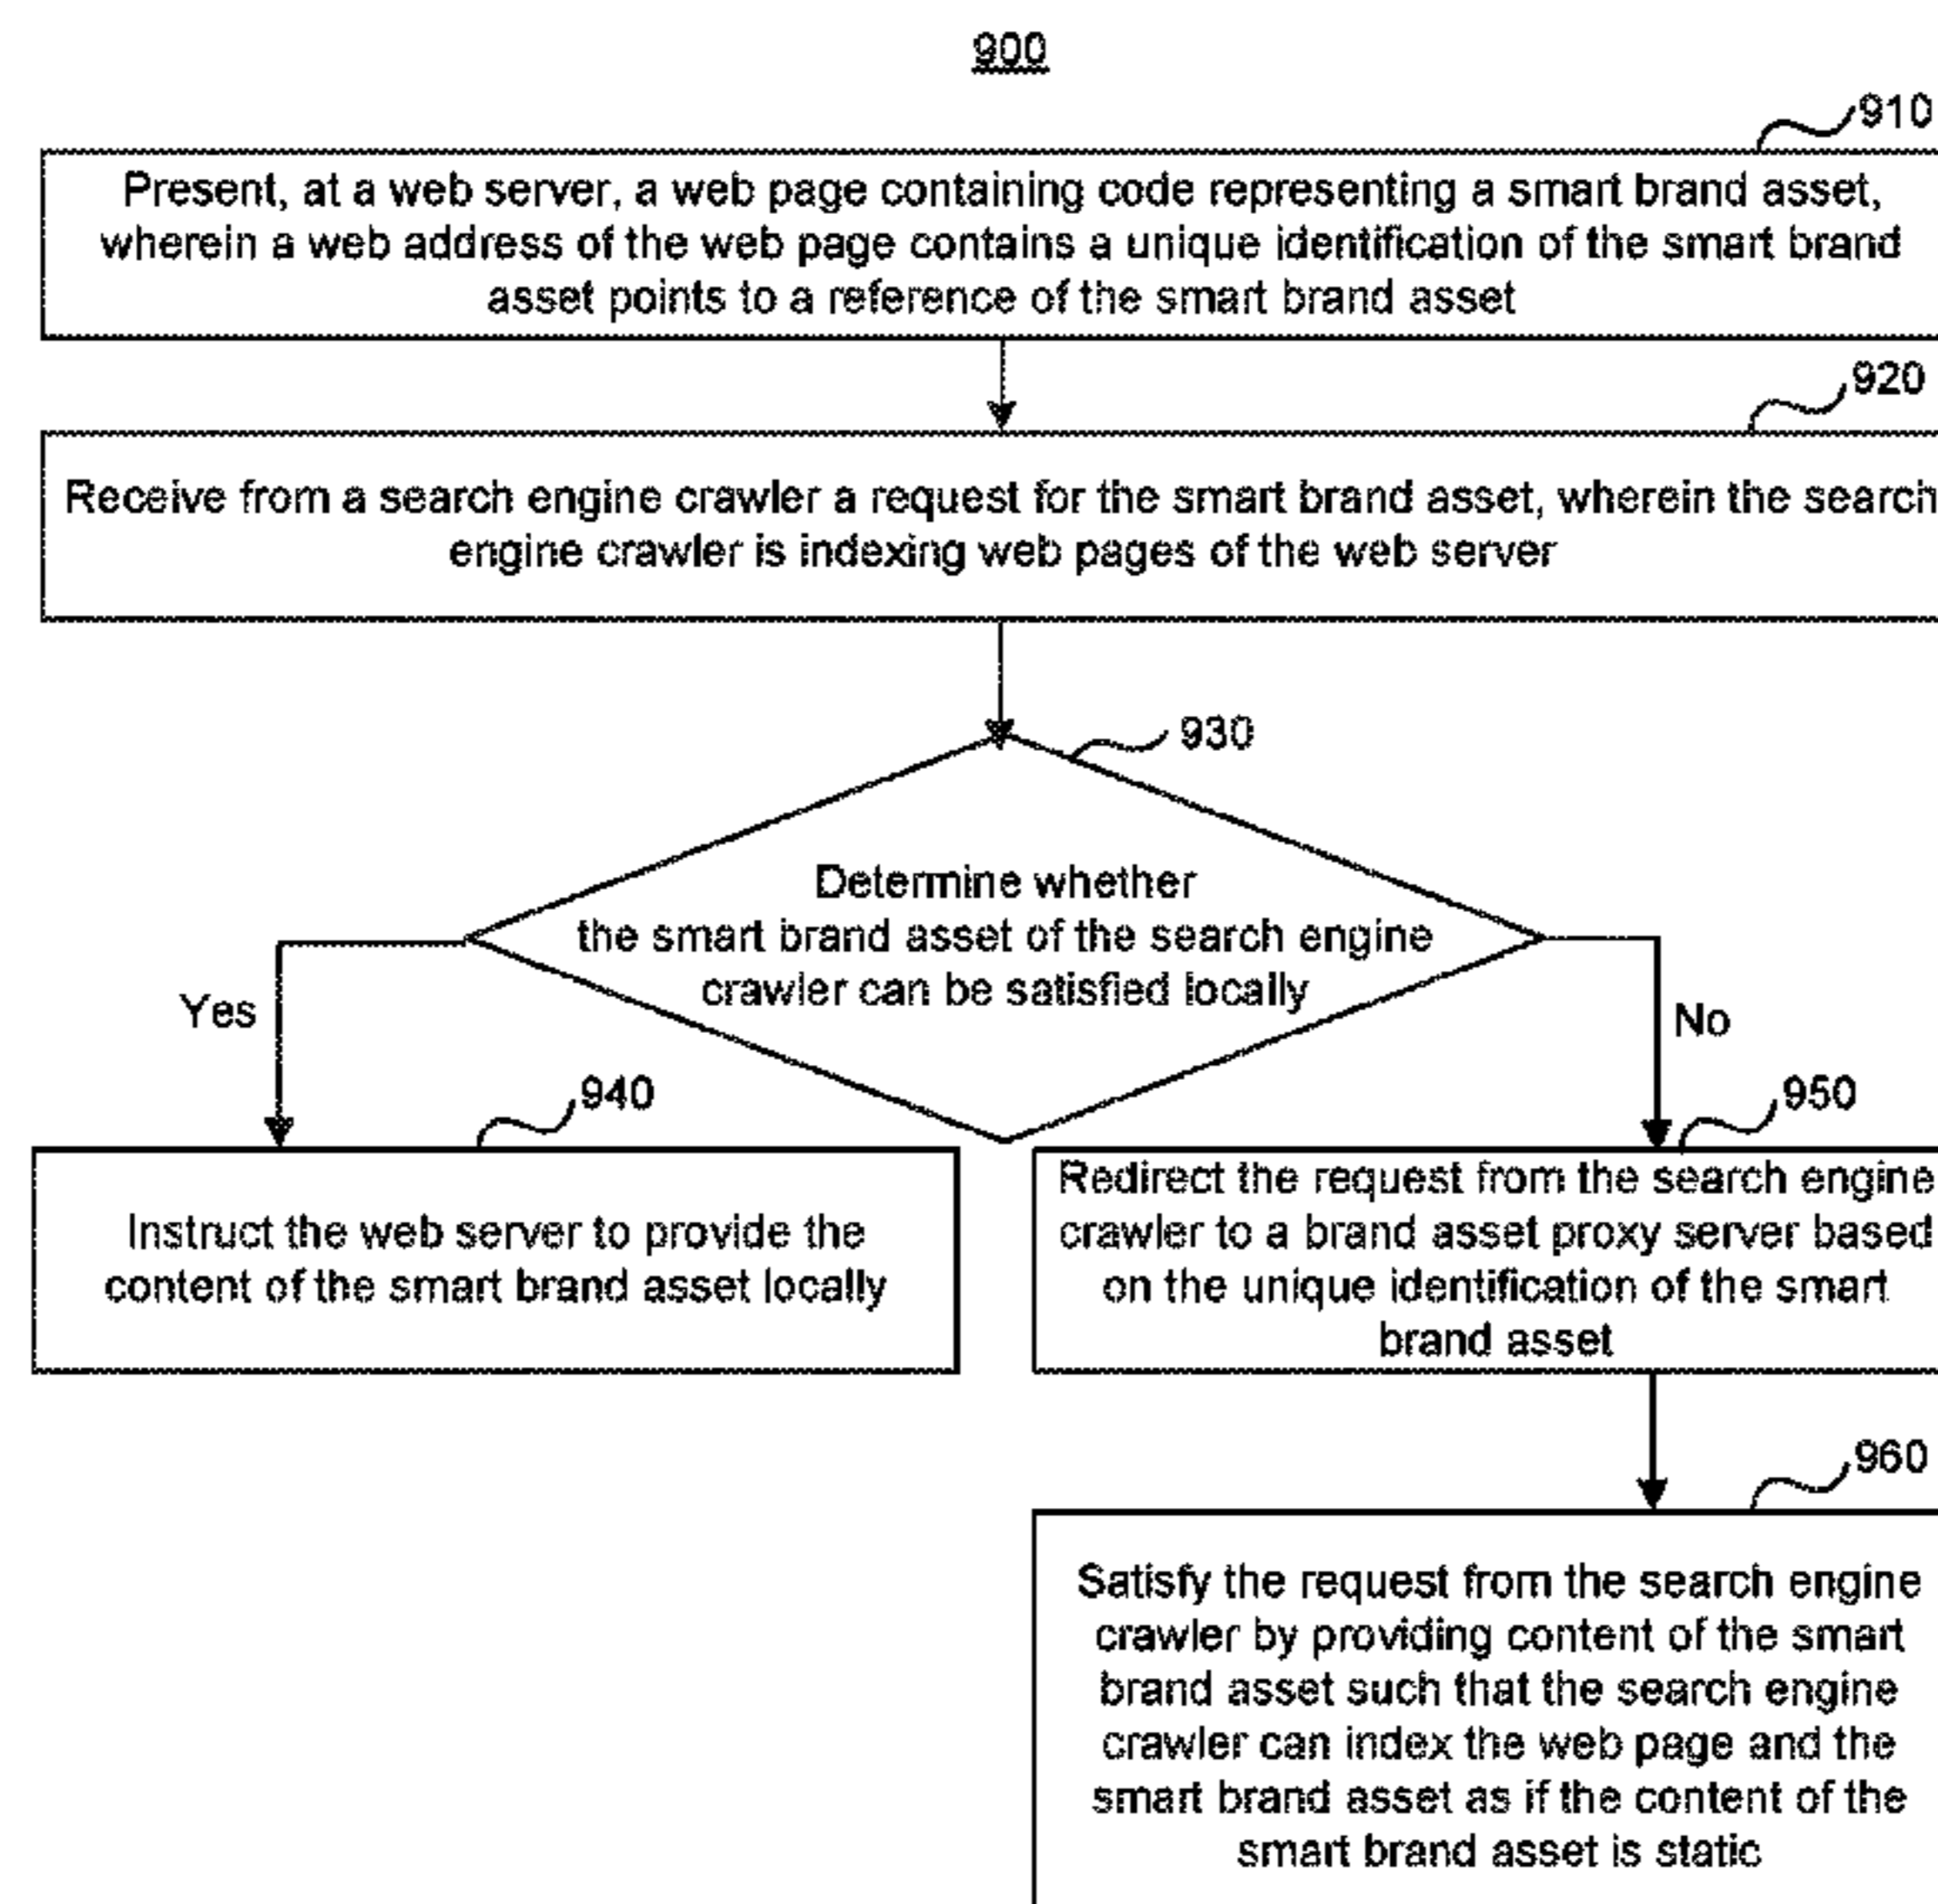 900
910
Present, at a web server, a web page containing code representing a smart brand asset,
wherein a web address of the web page contains a unique identification of the smart brand
asset points to a reference of the smart brand asset
920
Receive from a search engine crawler a request for the smart brand asset, wherein the search
engine crawler is indexing web pages of the web server
930
Determine whether
the smart brand asset of the search engine
crawler can be satisfied locally
Yes
No
940
Instruct the web server to provide the
content of the smart brand asset locally
950
Redirect the request from the search engine
crawler to a brand asset proxy server based
on the unique identification of the smart
brand asset
960
Satisfy the request from the search engine
crawler by providing content of the smart
brand asset such that the search engine
crawler can index the web page and the
smart brand asset as if the content of the
smart brand asset is static